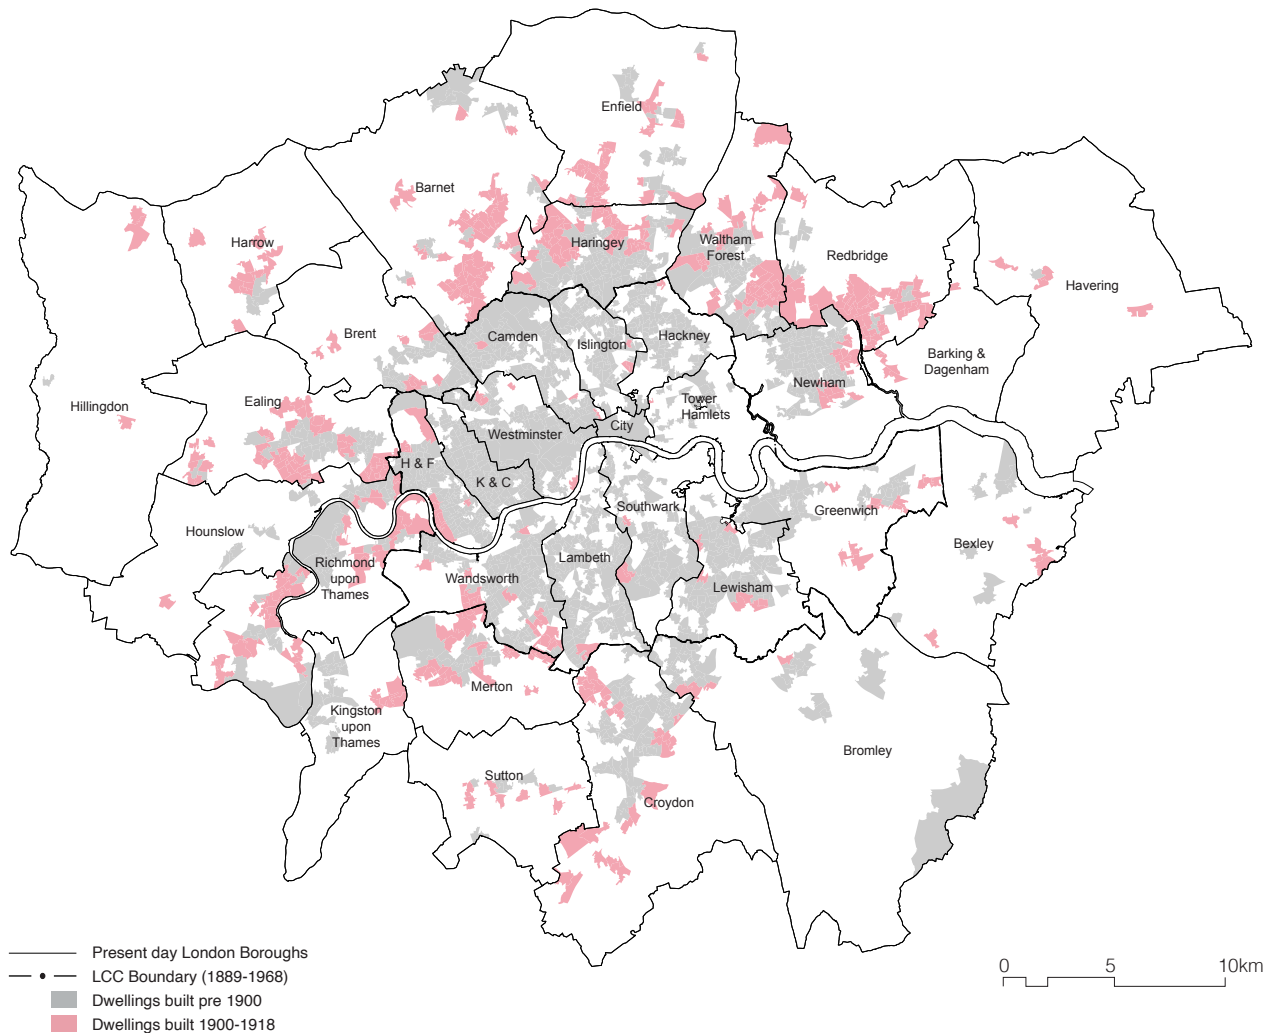 Enfield
Barnet
Harrow
Haringey
Waltham
Forest
Redbridge
Havering
Brent
Camden
Islington
Hackney
Barking &
Dagenham
Hillingdon
Ealing
Newham
Tower
Hamlets
Westminster
City
H & F
K & C
Southwark
Greenwich
Hounslow
Bexley
Richmond
upon
Thames
Wandsworth
Lambeth
Lewisham
Merton
Kingston
upon
Thames
Bromley
Sutton
Croydon
Present day London Boroughs
LCC Boundary (1889-1968)
Dwellings built pre 1900
Dwellings built 1900-1918
0 5 10km